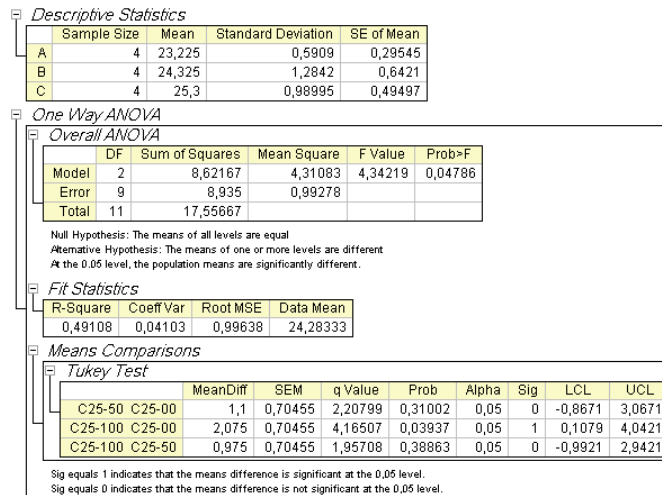 Descriptive Statistics
Sample Size Mean Standard Deviation SE of Mean
A 4 23,225 0,5909 0,29545
B 4 24,325 1,2842 0,6421
C 4 25,3 0,98995 0,49497
One Way ANOVA
Overall ANOVA
DF Sum of Squares Mean Square F Value Prob>F
Model 2 8,62167 4,31083 4,34219 0,04786
Error 9 8,935 0,99278
Total 11 17,55667
Null Hypothesis: The means of all levels are equal
Alternative Hypothesis: The means of one or more levels are different
At the 0.05 level, the population means are significantly different.
Fit Statistics
R-Square Coeff Var Root MSE Data Mean
0,49108 0,04103 0,99638 24,28333
Means Comparisons
Tukey Test
MeanDiff SEM q Value Prob Alpha Sig LCL UCL
C25-50 C25-00 1,1 0,70455 2,20799 0,31002 0,05 0 -0,8671 3,0671
C25-100 C25-00 2,075 0,70455 4,16507 0,03937 0,05 1 0,1079 4,0421
C25-100 C25-50 0,975 0,70455 1,95708 0,38863 0,05 0 -0,9921 2,9421
Sig equals 1 indicates that the means difference is significant at the 0,05 level.
Sig equals 0 indicates that the means difference is not significant at the 0,05 level.